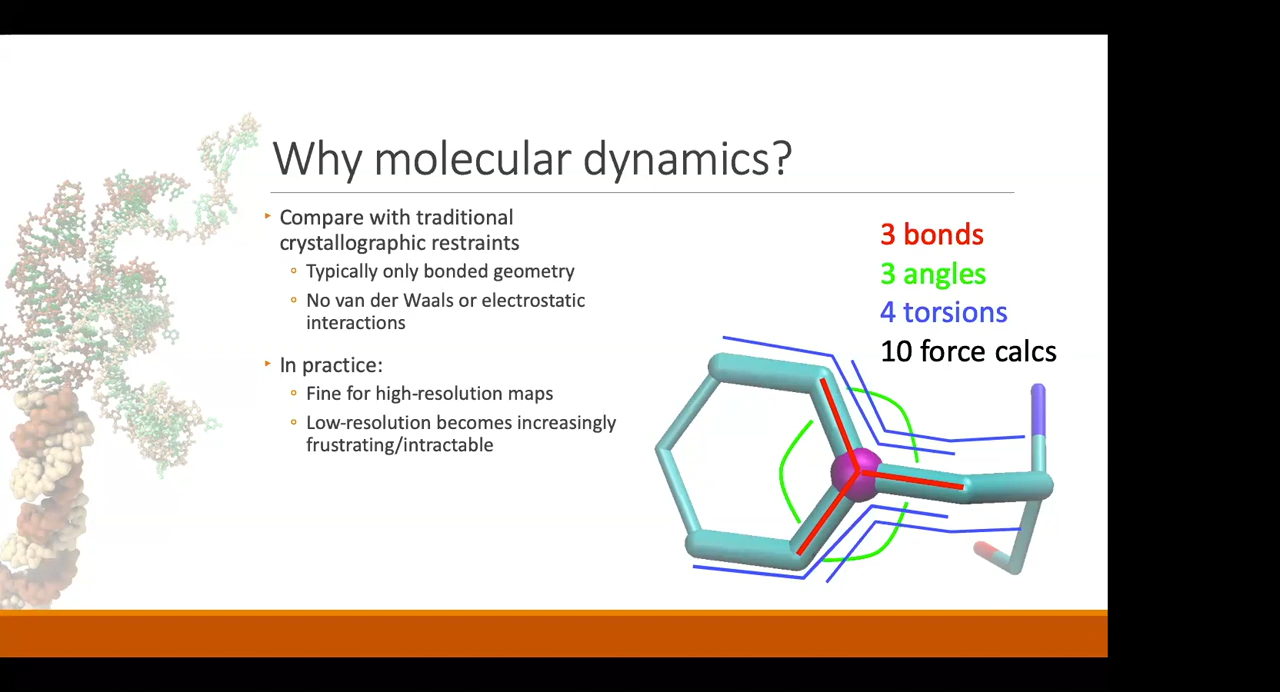 Why molecular dynamics?
Compare with traditional
crystallographic restraints
Typically only bonded geometry
No van der Waals or electrostatic
interactions
In practice:
Fine for high-resolution maps
Low-resolution becomes increasingly
frustrating/intractable
3 bonds
3 angles
4 torsions
10 force calcs